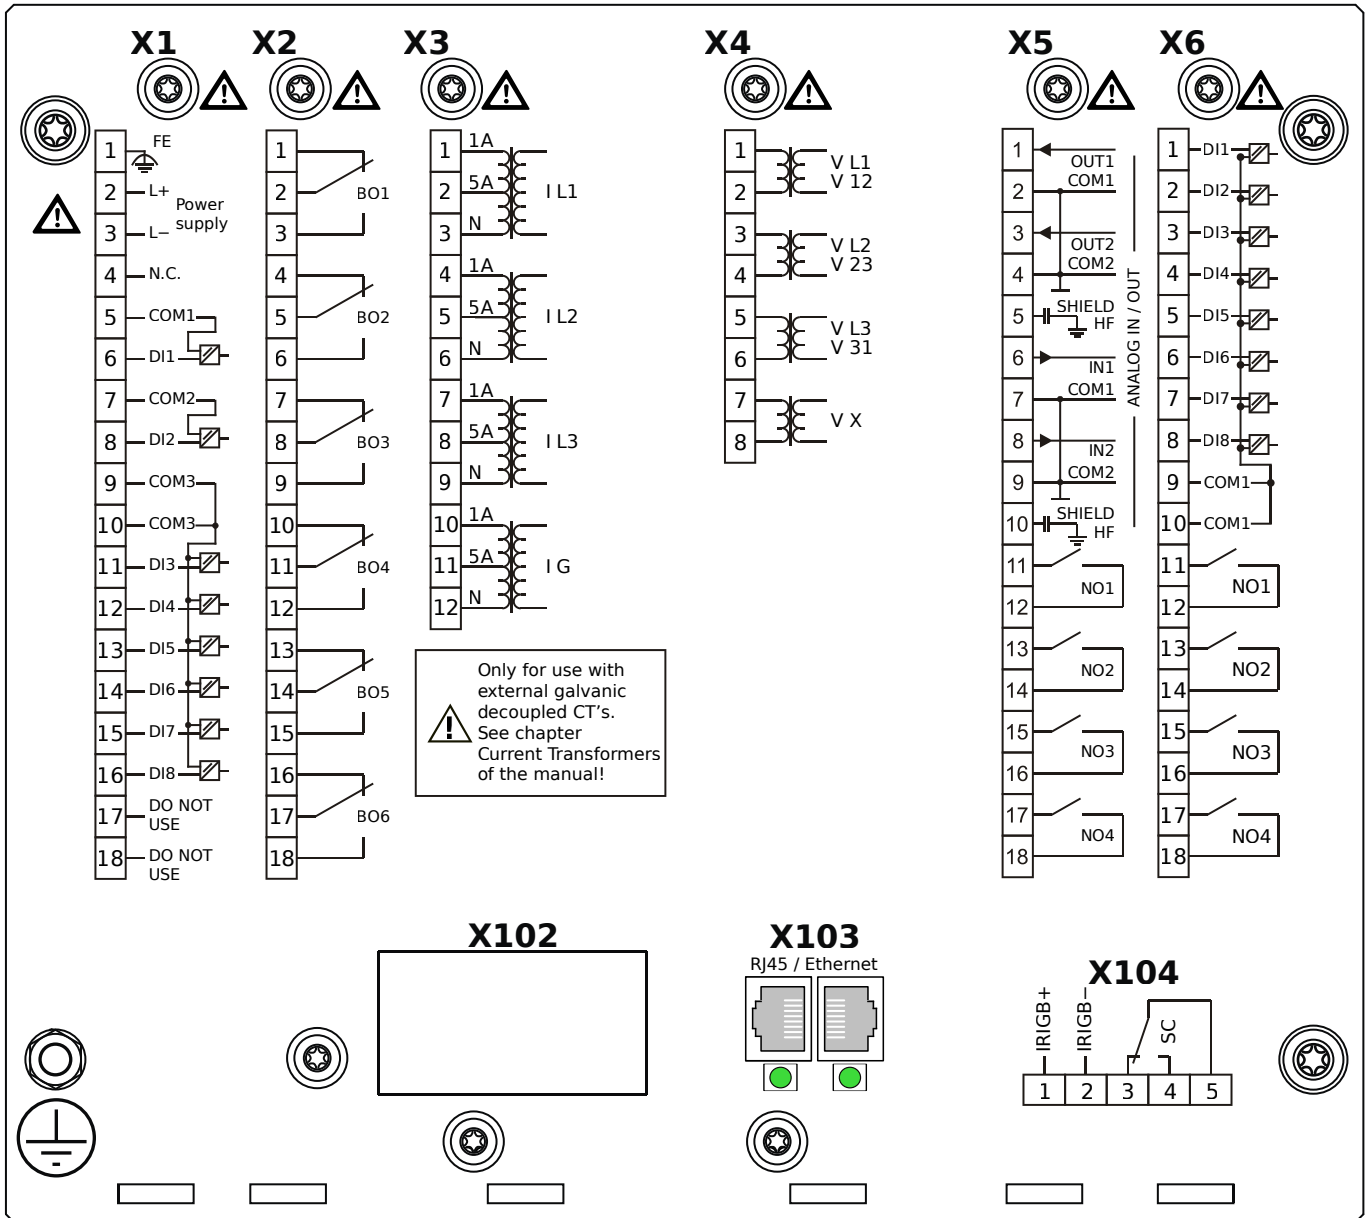 X1
X2
X3
X4
X5
X6
1 FE
2 L+
Power
supply
3 L−
4 N.C.
5 COM1
6 DI1
7 COM2
8 DI2
9 COM3
10 COM3
11 DI3
12 DI4
13 DI5
14 DI6
15 DI7
16 DI8
17 DO NOT
USE
18 DO NOT
USE
1
2 BO1
3
4
5 BO2
6
7
8 BO3
9
10
11 BO4
12
13
14 BO5
15
16
17 BO6
18
1 1A
2 5A I L1
3 N
4 1A
5 5A I L2
6 N
7 1A
8 5A I L3
9 N
10 1A
11 5A I G
12 N
Only for use with
external galvanic
decoupled CT's.
See chapter
Current Transformers
of the manual!
1 V L1
2 V 12
3 V L2
4 V 23
5 V L3
6 V 31
7 V X
8
1 OUT1
2 COM1
3 OUT2
4 COM2
5 SHIELD
HF
6 IN1
7 COM1
8 IN2
9 COM2
10 SHIELD
HF
ANALOG IN / OUT
11 NO1
12
13 NO2
14
15 NO3
16
17 NO4
18
1 DI1
2 DI2
3 DI3
4 DI4
5 DI5
6 DI6
7 DI7
8 DI8
9 COM1
10 COM1
11 NO1
12
13 NO2
14
15 NO3
16
17 NO4
18
X102
X103
RJ45 / Ethernet
X104
IRIGB+
IRIGB−
SC
1 2 3 4 5